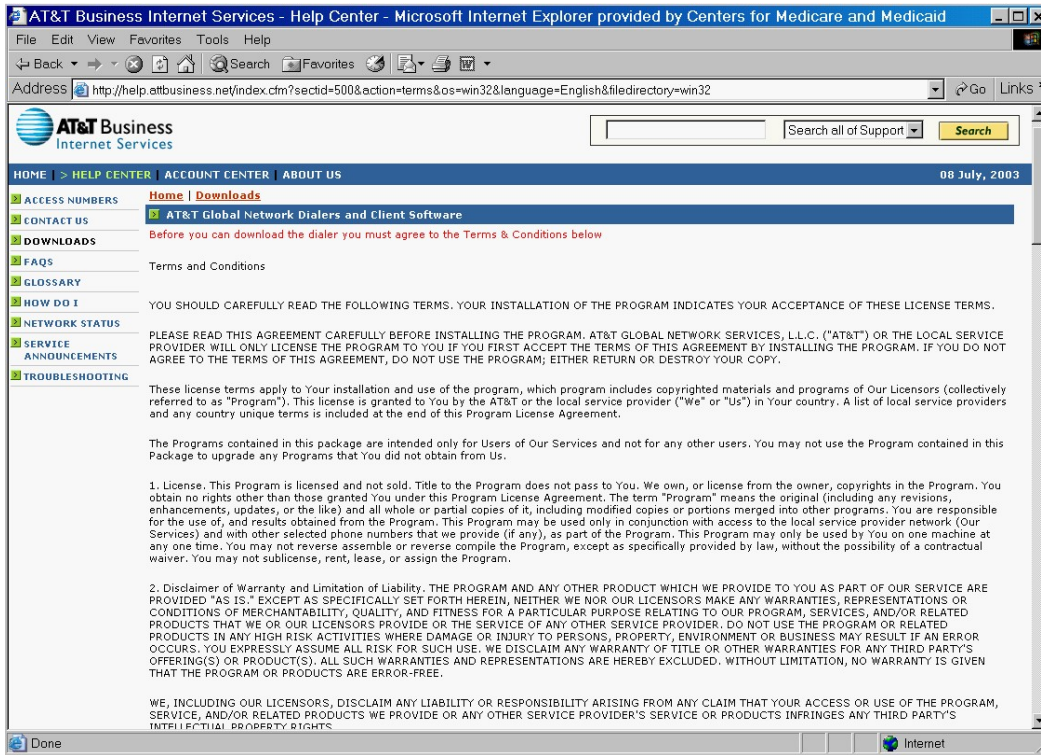 AT&T Business Internet Services - Help Center - Microsoft Internet Explorer provided by Centers for Medicare and Medicaid
File Edit View Favorites Tools Help
Back Search Favorites
Address http://help.attbusiness.net/index.cfm?sectid=500&action=terms&os=win32&language=English&filedirectory=win32 Go Links
AT&T Business
Internet Services
Search all of Support Search
HOME | > HELP CENTER | ACCOUNT CENTER | ABOUT US 08 July, 2003
ACCESS NUMBERS
CONTACT US
DOWNLOADS
FAQS
GLOSSARY
HOW DO I
NETWORK STATUS
SERVICE
ANNOUNCEMENTS
TROUBLESHOOTING
Home | Downloads
AT&T Global Network Dialers and Client Software
Before you can download the dialer you must agree to the Terms & Conditions below
Terms and Conditions
YOU SHOULD CAREFULLY READ THE FOLLOWING TERMS. YOUR INSTALLATION OF THE PROGRAM INDICATES YOUR ACCEPTANCE OF THESE LICENSE TERMS.
PLEASE READ THIS AGREEMENT CAREFULLY BEFORE INSTALLING THE PROGRAM. AT&T GLOBAL NETWORK SERVICES, L.L.C. ("AT&T") OR THE LOCAL SERVICE
PROVIDER WILL ONLY LICENSE THE PROGRAM TO YOU IF YOU FIRST ACCEPT THE TERMS OF THIS AGREEMENT BY INSTALLING THE PROGRAM. IF YOU DO NOT
AGREE TO THE TERMS OF THIS AGREEMENT, DO NOT USE THE PROGRAM; EITHER RETURN OR DESTROY YOUR COPY.
These license terms apply to Your installation and use of the program, which program includes copyrighted materials and programs of Our Licensors (collectively
referred to as "Program"). This license is granted to You by the AT&T or the local service provider ("We" or "Us") in Your country. A list of local service providers
and any country unique terms is included at the end of this Program License Agreement.
The Programs contained in this package are intended only for Users of Our Services and not for any other users. You may not use the Program contained in this
Package to upgrade any Programs that You did not obtain from Us.
1. License. This Program is licensed and not sold. Title to the Program does not pass to You. We own, or license from the owner, copyrights in the Program. You
obtain no rights other than those granted You under this Program License Agreement. The term "Program" means the original (including any revisions,
enhancements, updates, or the like) and all whole or partial copies of it, including modified copies or portions merged into other programs. You are responsible
for the use of, and results obtained from the Program. This Program may be used only in conjunction with access to the local service provider network (Our
Services) and with other selected phone numbers that we provide (if any), as part of the Program. This Program may only be used by You on one machine at
any one time. You may not reverse assemble or reverse compile the Program, except as specifically provided by law, without the possibility of a contractual
waiver. You may not sublicense, rent, lease, or assign the Program.
2. Disclaimer of Warranty and Limitation of Liability. THE PROGRAM AND ANY OTHER PRODUCT WHICH WE PROVIDE TO YOU AS PART OF OUR SERVICE ARE
PROVIDED "AS IS." EXCEPT AS SPECIFICALLY SET FORTH HEREIN, NEITHER WE NOR OUR LICENSORS MAKE ANY WARRANTIES, REPRESENTATIONS OR
CONDITIONS OF MERCHANTABILITY, QUALITY, AND FITNESS FOR A PARTICULAR PURPOSE RELATING TO OUR PROGRAM, SERVICES, AND/OR RELATED
PRODUCTS THAT WE OR OUR LICENSORS PROVIDE OR THE SERVICE OF ANY OTHER SERVICE PROVIDER. DO NOT USE THE PROGRAM OR RELATED
PRODUCTS IN ANY HIGH RISK ACTIVITIES WHERE DAMAGE OR INJURY TO PERSONS, PROPERTY, ENVIRONMENT OR BUSINESS MAY RESULT IF AN ERROR
OCCURS. YOU EXPRESSLY ASSUME ALL RISK FOR SUCH USE. WE DISCLAIM ANY WARRANTY OF TITLE OR OTHER WARRANTIES FOR ANY THIRD PARTY'S
OFFERING(S) OR PRODUCT(S). ALL SUCH WARRANTIES AND REPRESENTATIONS ARE HEREBY EXCLUDED. WITHOUT LIMITATION, NO WARRANTY IS GIVEN
THAT THE PROGRAM OR PRODUCTS ARE ERROR-FREE.
WE, INCLUDING OUR LICENSORS, DISCLAIM ANY LIABILITY OR RESPONSIBILITY ARISING FROM ANY CLAIM THAT YOUR ACCESS OR USE OF THE PROGRAM,
SERVICE, AND/OR RELATED PRODUCTS WE PROVIDE OR ANY OTHER SERVICE PROVIDER'S SERVICE OR PRODUCTS INFRINGES ANY THIRD PARTY'S
INTELLECTUAL PROPERTY RIGHTS.
Done Internet